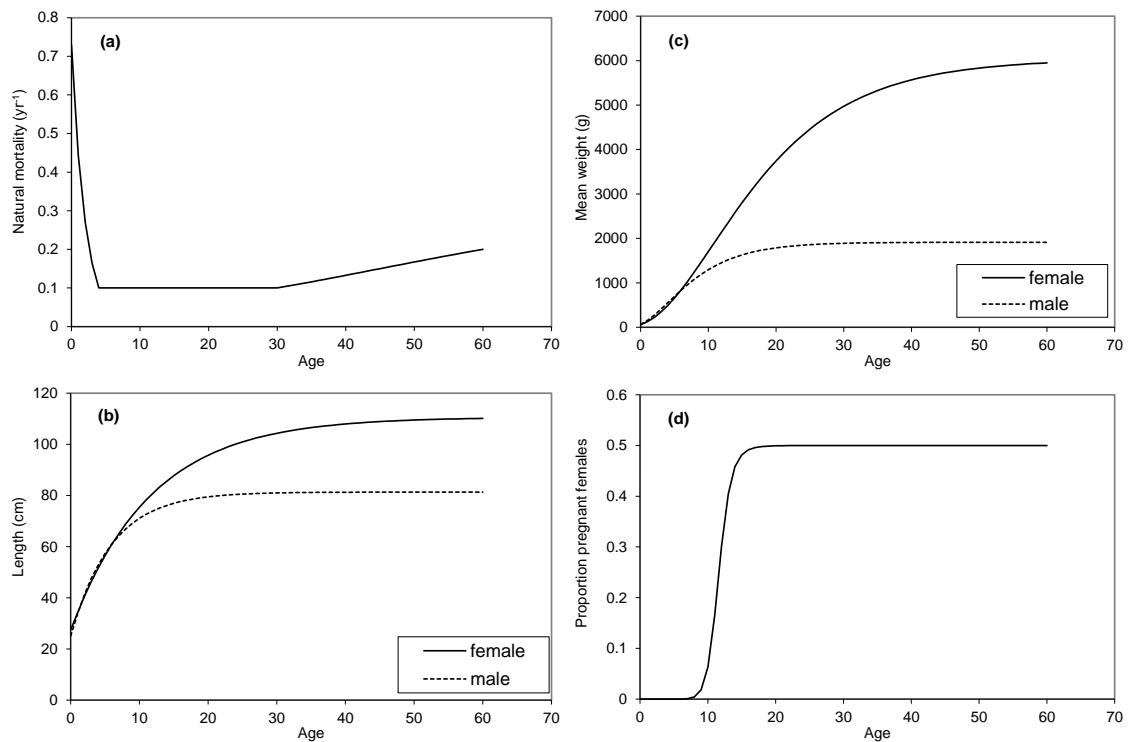 (a)
Natural mortality (yr⁻¹)
0.8
0.7
0.6
0.5
0.4
0.3
0.2
0.1
0
0 10 20 30 40 50 60 70
Age
(c)
Mean weight (g)
7000
6000
5000
4000
3000
2000
1000
0
female
male
0 10 20 30 40 50 60 70
Age
(b)
Length (cm)
120
100
80
60
40
20
0
female
male
0 10 20 30 40 50 60 70
Age
(d)
Proportion pregnant females
0.6
0.5
0.4
0.3
0.2
0.1
0
0 10 20 30 40 50 60 70
Age